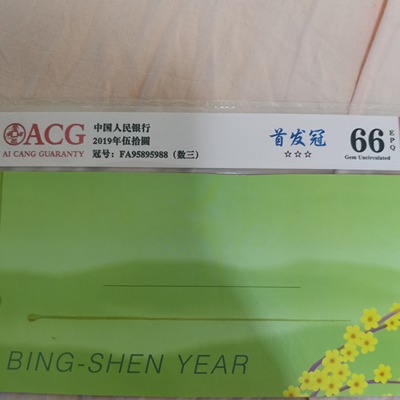 ACG
AI CANG GUARANTY
中国人民银行
2019年伍拾圆
冠号：FA95895988（数三）
首发冠
☆☆☆
66
EPQ
Gem Uncirculated
BING-SHEN YEAR